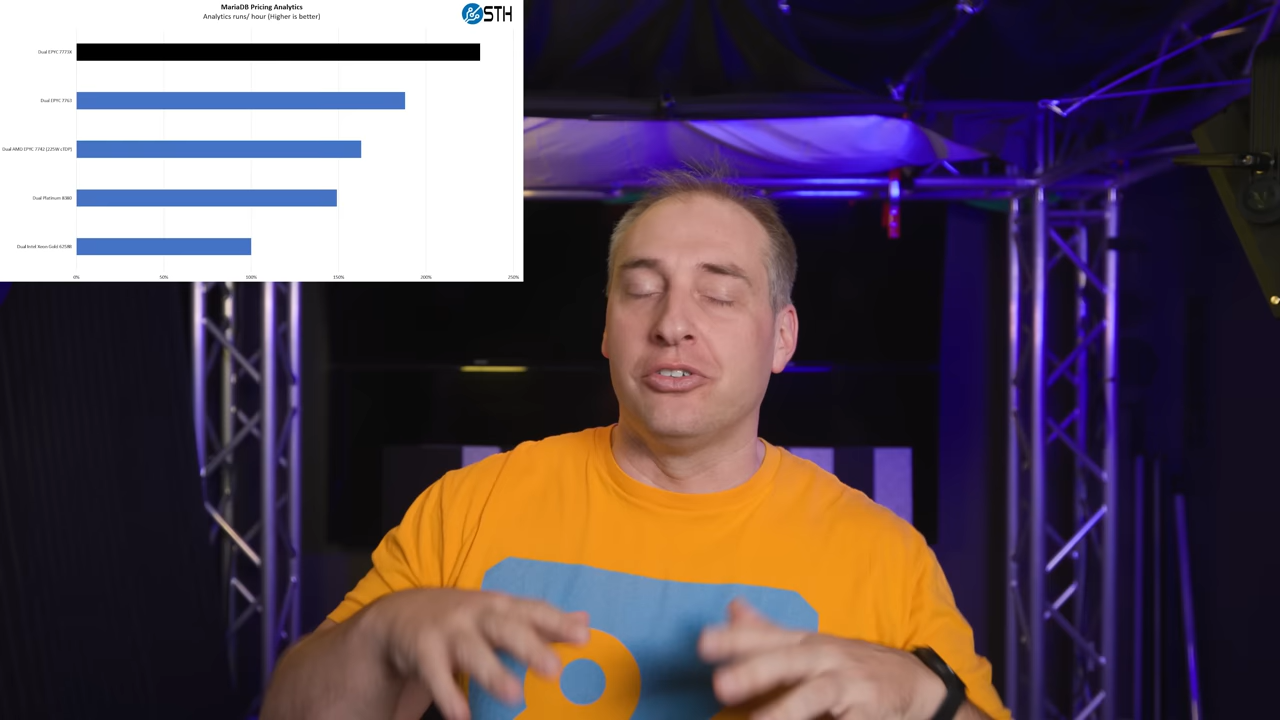 MariaDB Pricing Analytics
Analytics runs/ hour (Higher is better)
STH
Dual EPYC 7773X
Dual EPYC 7763
Dual AMD EPYC 7742 (225W cTDP)
Dual Platinum 8380
Dual Intel Xeon Gold 6258R
0% 50% 100% 150% 200% 250%